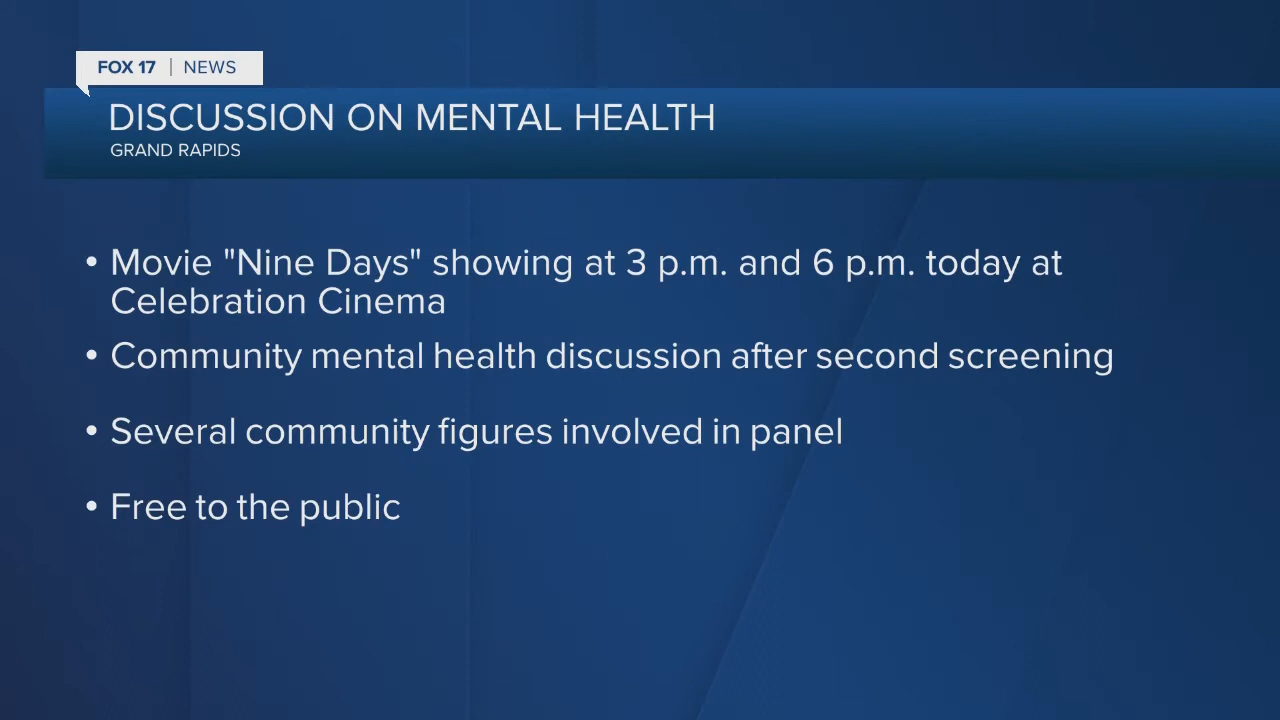 FOX 17 | NEWS
DISCUSSION ON MENTAL HEALTH
GRAND RAPIDS
• Movie "Nine Days" showing at 3 p.m. and 6 p.m. today at
Celebration Cinema
• Community mental health discussion after second screening
• Several community figures involved in panel
• Free to the public